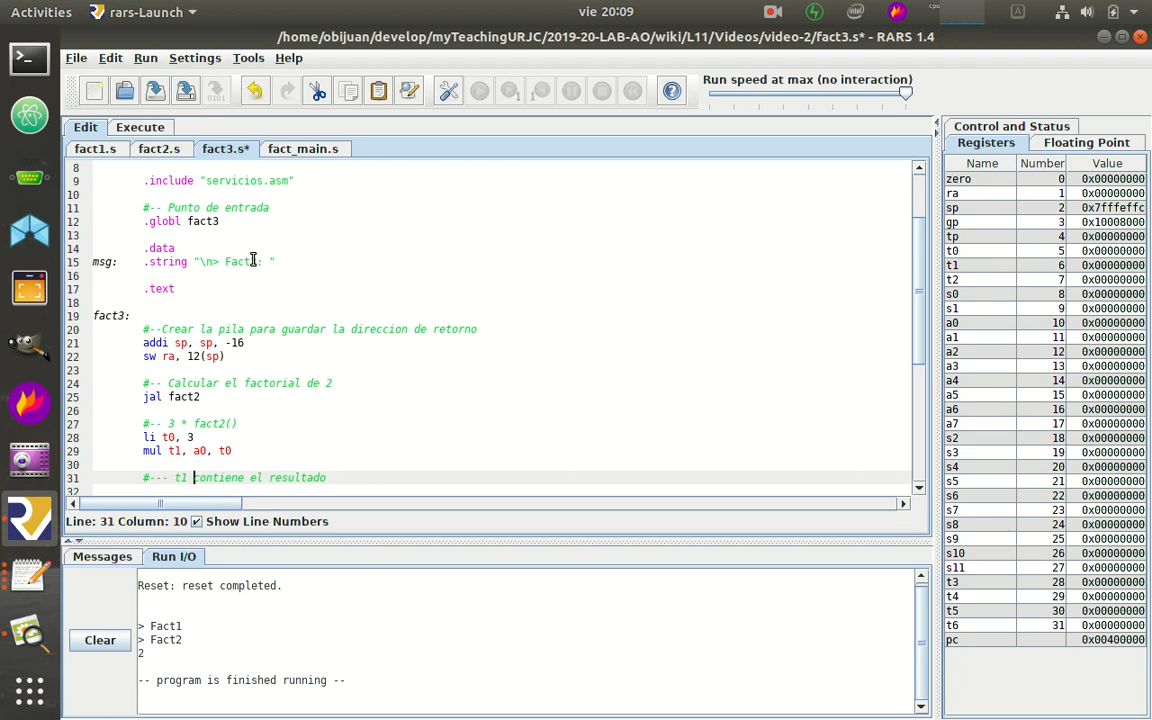 Activities rars-Launch vie 20:09 cpu A
/home/obijuan/develop/myTeachingURJC/2019-20-LAB-AO/wiki/L11/Videos/video-2/fact3.s* - RARS 1.4
File Edit Run Settings Tools Help
Run speed at max (no interaction)
Edit Execute
fact1.s fact2.s fact3.s* fact_main.s
8
9 .include "servicios.asm"
10
11 #-- Punto de entrada
12 .globl fact3
13
14 .data
15 msg: .string "\n> Fact : "
16
17 .text
18
19 fact3:
20 #--Crear la pila para guardar la direccion de retorno
21 addi sp, sp, -16
22 sw ra, 12(sp)
23
24 #-- Calcular el factorial de 2
25 jal fact2
26
27 #-- 3 * fact2()
28 li t0, 3
29 mul t1, a0, t0
30
31 #--- t1 contiene el resultado
32
Line: 31 Column: 10 Show Line Numbers
Messages Run I/O
Clear
Reset: reset completed.
> Fact1
> Fact2
2
-- program is finished running --
Control and Status
Registers Floating Point
Name Number Value
zero 0 0x00000000
ra 1 0x00000000
sp 2 0x7fffeffc
gp 3 0x10008000
tp 4 0x00000000
t0 5 0x00000000
t1 6 0x00000000
t2 7 0x00000000
s0 8 0x00000000
s1 9 0x00000000
a0 10 0x00000000
a1 11 0x00000000
a2 12 0x00000000
a3 13 0x00000000
a4 14 0x00000000
a5 15 0x00000000
a6 16 0x00000000
a7 17 0x00000000
s2 18 0x00000000
s3 19 0x00000000
s4 20 0x00000000
s5 21 0x00000000
s6 22 0x00000000
s7 23 0x00000000
s8 24 0x00000000
s9 25 0x00000000
s10 26 0x00000000
s11 27 0x00000000
t3 28 0x00000000
t4 29 0x00000000
t5 30 0x00000000
t6 31 0x00000000
pc 0x00400000